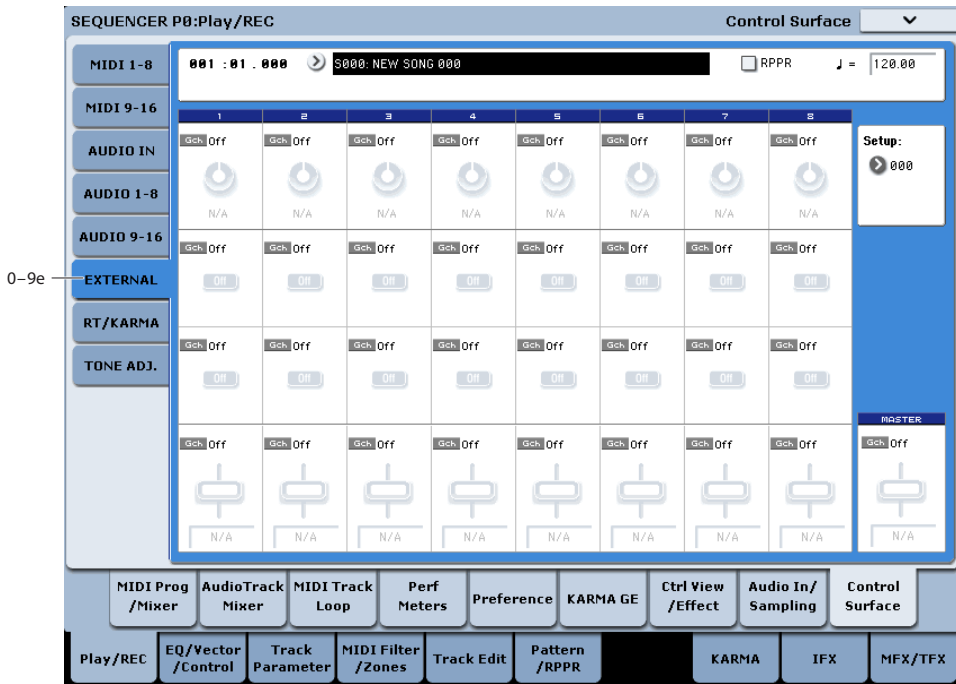 SEQUENCER P0:Play/REC Control Surface
MIDI 1-8
MIDI 9-16
AUDIO IN
AUDIO 1-8
AUDIO 9-16
0–9e EXTERNAL
RT/KARMA
TONE ADJ.
001 :01 . 000 S000: NEW SONG 000 RPPR ♩ = 120.00
1 2 3 4 5 6 7 8
Gch Off Gch Off Gch Off Gch Off Gch Off Gch Off Gch Off Gch Off
N/A N/A N/A N/A N/A N/A N/A N/A
Setup:
000
Gch Off Gch Off Gch Off Gch Off Gch Off Gch Off Gch Off Gch Off
Off Off Off Off Off Off Off Off
Gch Off Gch Off Gch Off Gch Off Gch Off Gch Off Gch Off Gch Off
Off Off Off Off Off Off Off Off
MASTER
Gch Off Gch Off Gch Off Gch Off Gch Off Gch Off Gch Off Gch Off Gch Off
N/A N/A N/A N/A N/A N/A N/A N/A N/A
MIDI Prog
/Mixer
AudioTrack
Mixer
MIDI Track
Loop
Perf
Meters
Preference
KARMA GE
Ctrl View
/Effect
Audio In/
Sampling
Control
Surface
Play/REC
EQ/Vector
/Control
Track
Parameter
MIDI Filter
/Zones
Track Edit
Pattern
/RPPR
KARMA
IFX
MFX/TFX